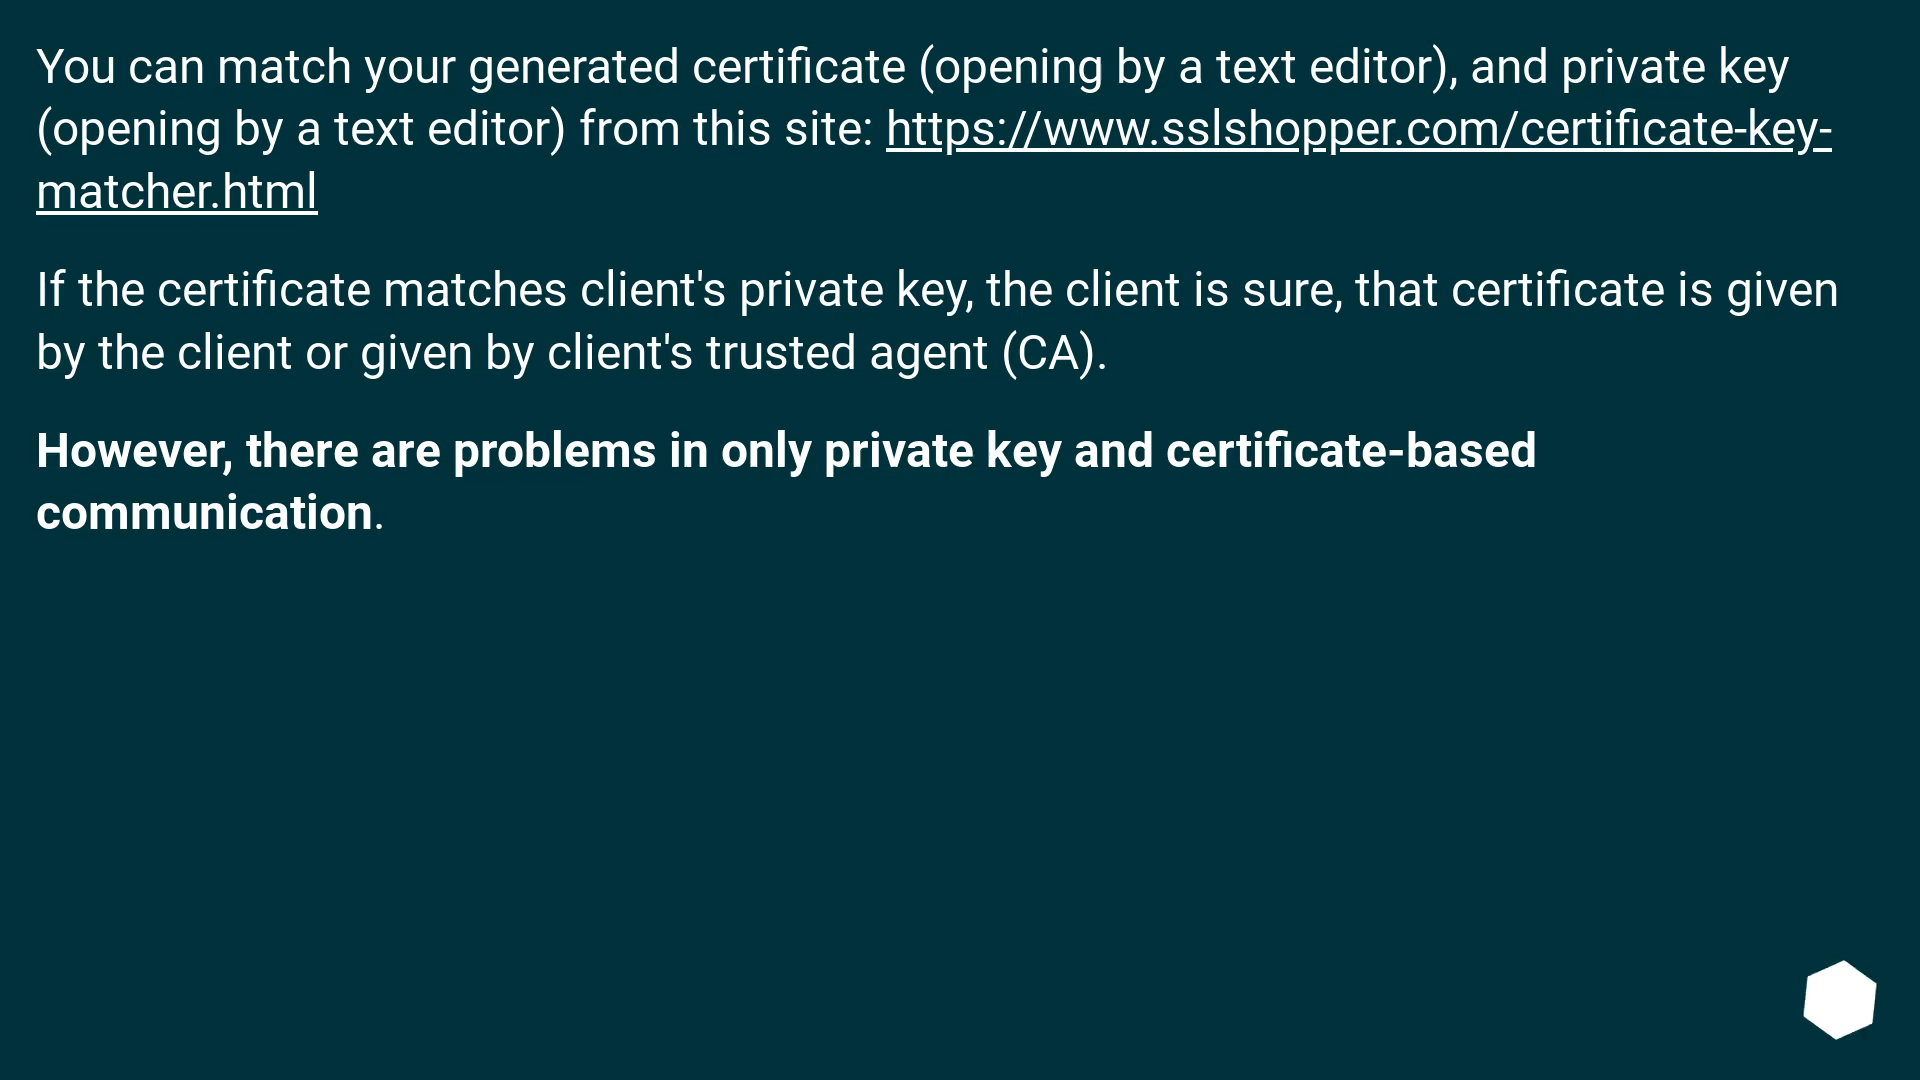 You can match your generated certificate (opening by a text editor), and private key
(opening by a text editor) from this site: https://www.sslshopper.com/certificate-key-
matcher.html
If the certificate matches client's private key, the client is sure, that certificate is given
by the client or given by client's trusted agent (CA).
However, there are problems in only private key and certificate-based
communication.